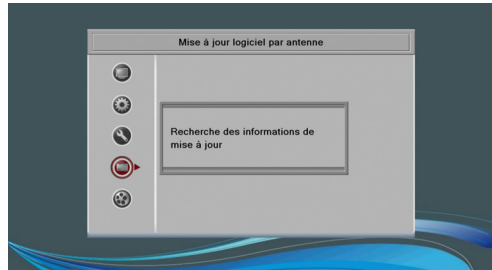 Mise à jour logiciel par antenne
Recherche des informations de
mise à jour